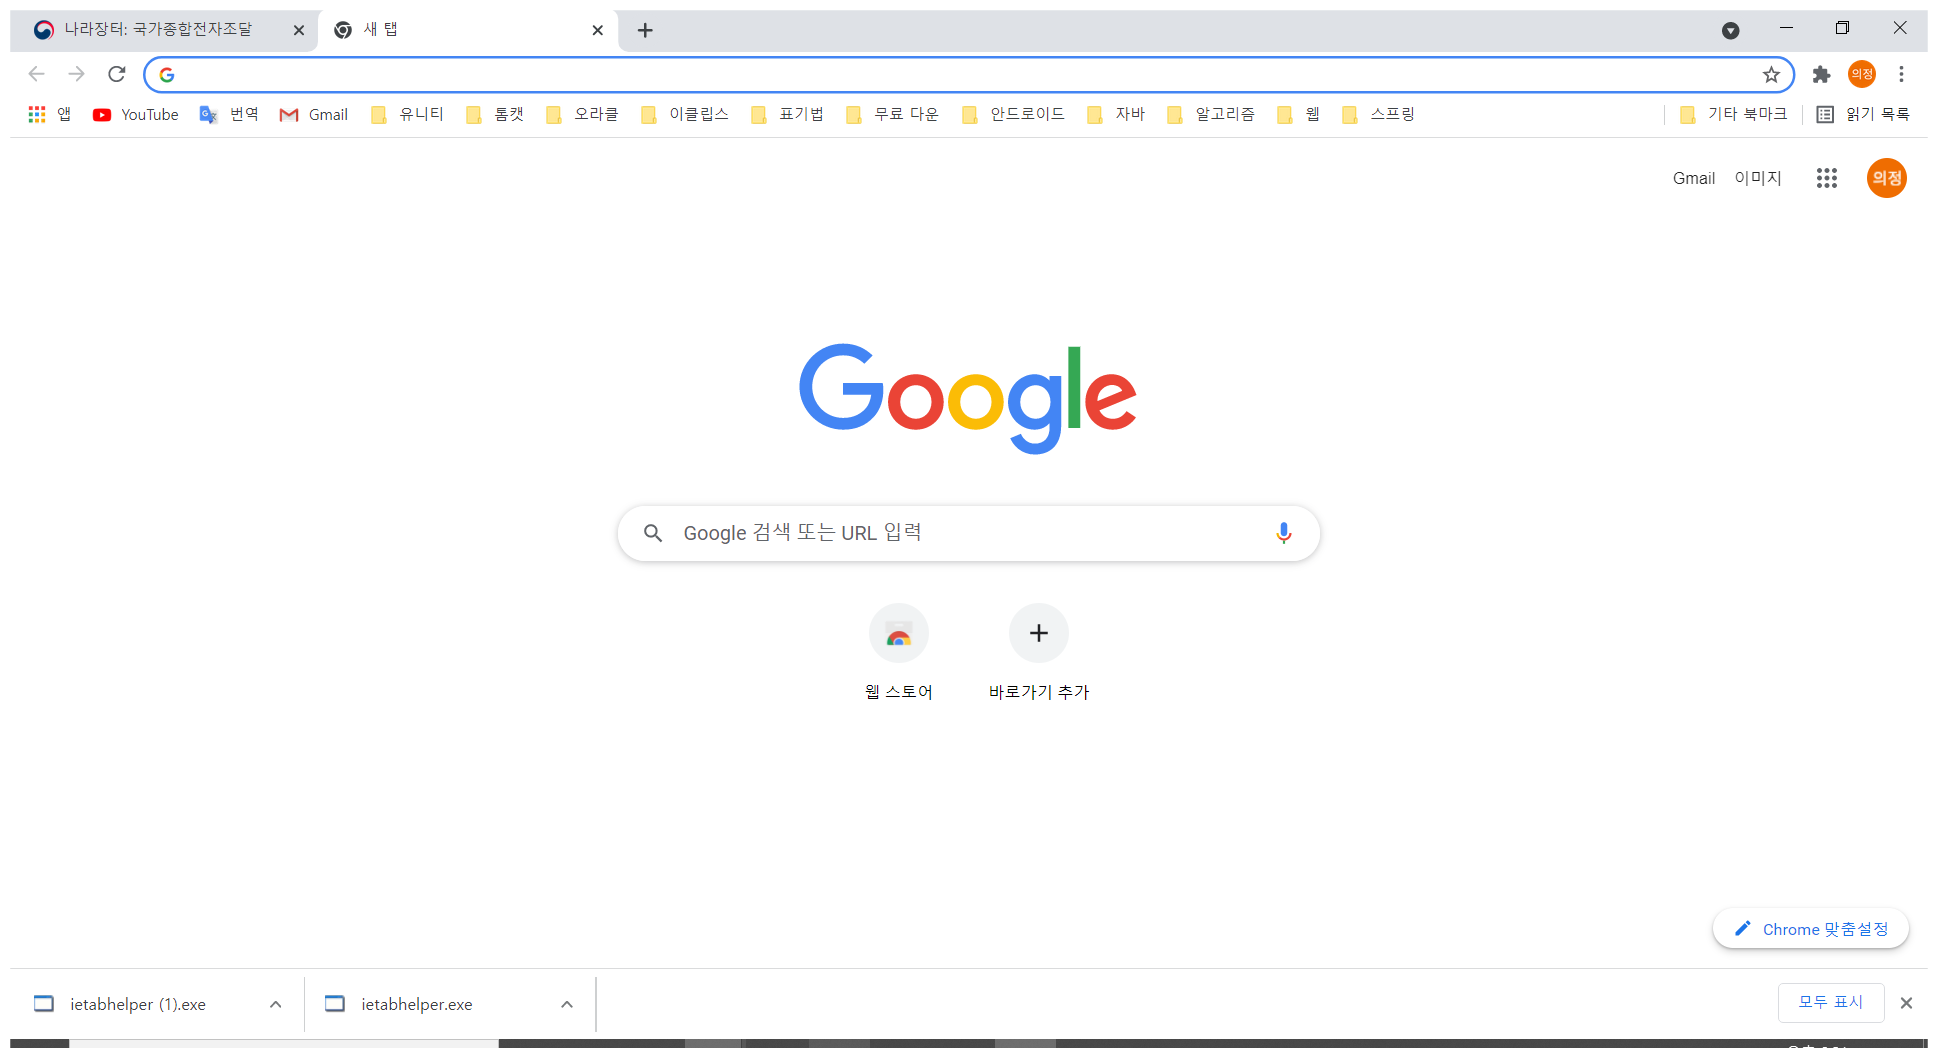 나라장터: 국가종합전자조달 새 탭
의정
앱 YouTube 번역 Gmail 유니티 톰캣 오라클 이클립스 표기법 무료 다운 안드로이드 자바 알고리즘 웹 스프링 기타 북마크 읽기 목록
Gmail 이미지 의정
Google
Google 검색 또는 URL 입력
웹 스토어 바로가기 추가
Chrome 맞춤설정
ietabhelper (1).exe ietabhelper.exe 모두 표시